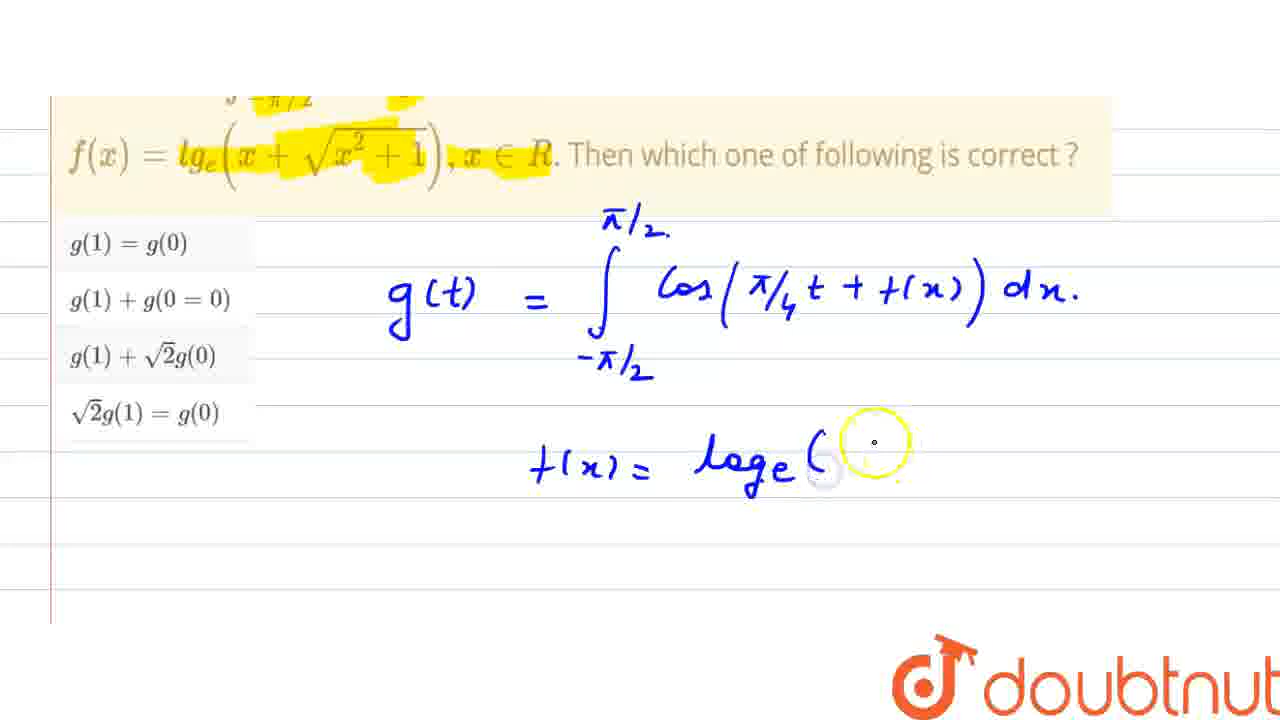 −π/2
f(x) = lg_e(x + √(x² + 1)), x ∈ R. Then which one of following is correct ?
g(1) = g(0)
g(1) + g(0 = 0)
g(1) + √2g(0)
√2g(1) = g(0)
g(t) = ∫_{-π/2}^{π/2.} Cos(π/4 t + f(x)) dx.
f(x) = loge (
doubtnut